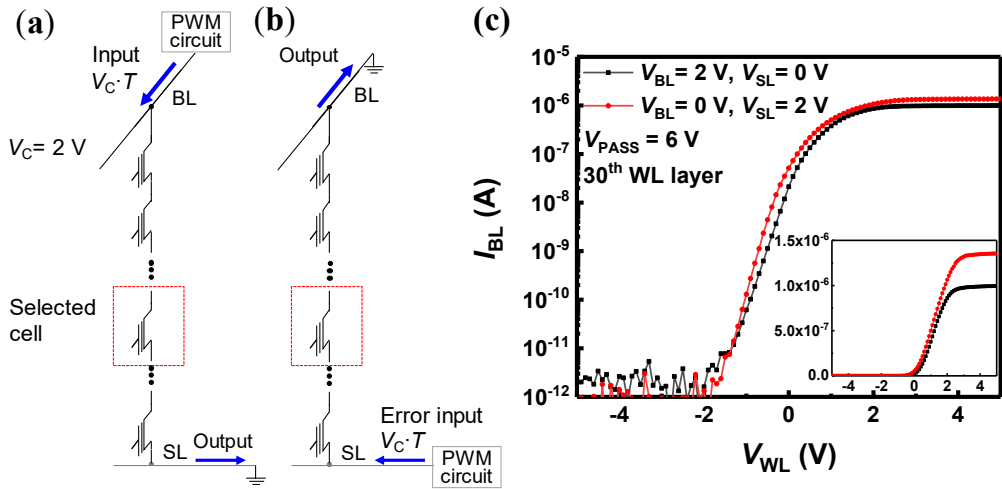 (a)
PWM
circuit
Input
V_C·T
BL
V_C= 2 V
Selected
cell
SL
Output
(b)
Output
BL
Error input
V_C·T
SL
PWM
circuit
(c)
V_BL= 2 V, V_SL= 0 V
V_BL= 0 V, V_SL= 2 V
V_PASS = 6 V
30th WL layer
I_BL (A)
10^-5
10^-6
10^-7
10^-8
10^-9
10^-10
10^-11
10^-12
-4 -2 0 2 4
V_WL (V)
1.5x10^-6
1.0x10^-6
5.0x10^-7
0.0
-4 -2 0 2 4